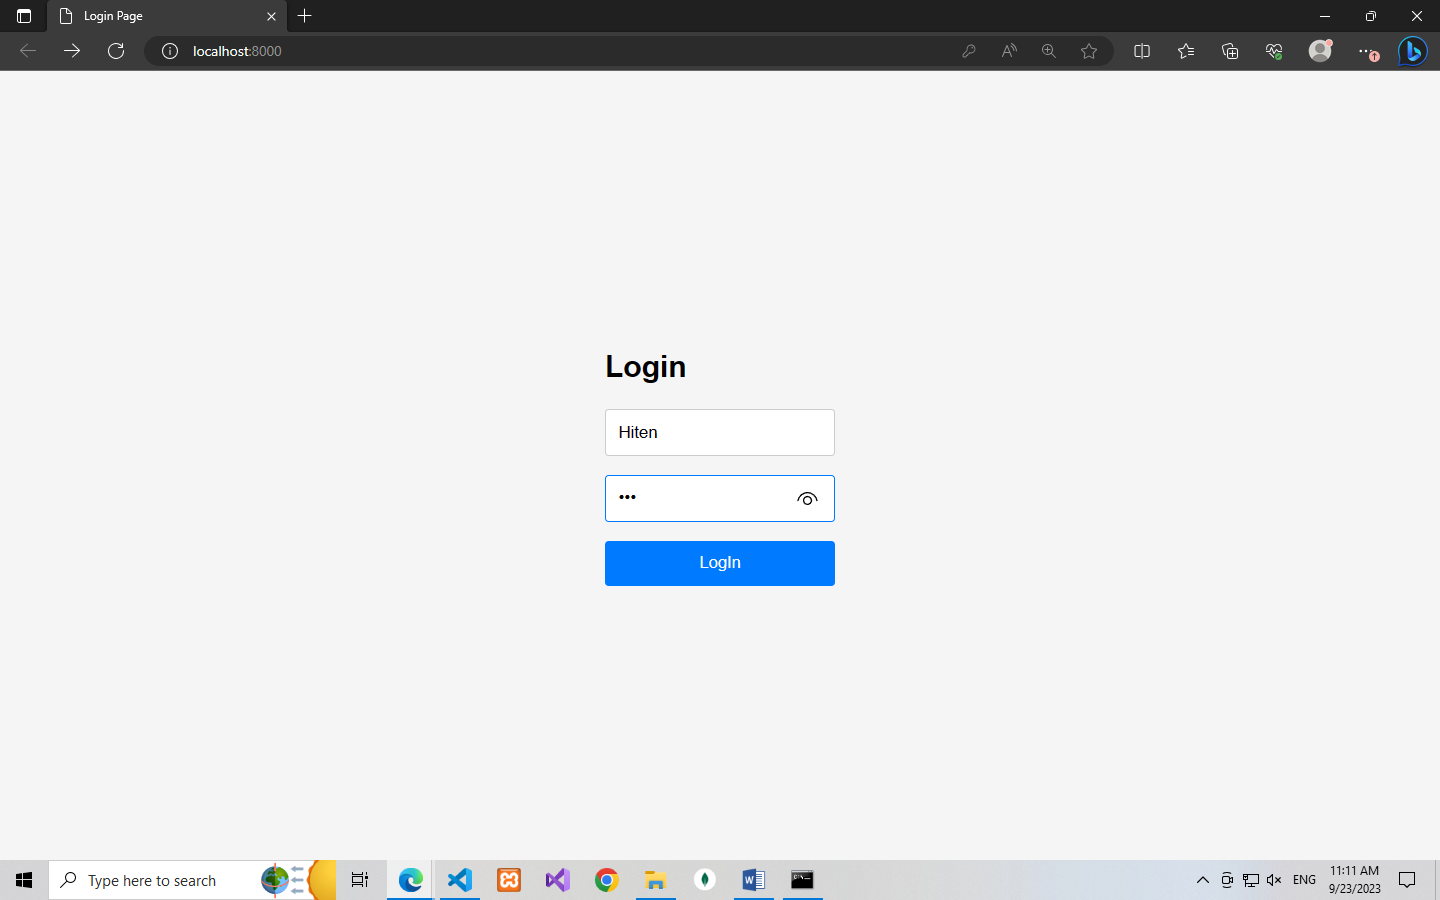 Login Page
localhost:8000
Login
Hiten
•••
LogIn
Type here to search
ENG
11:11 AM
9/23/2023